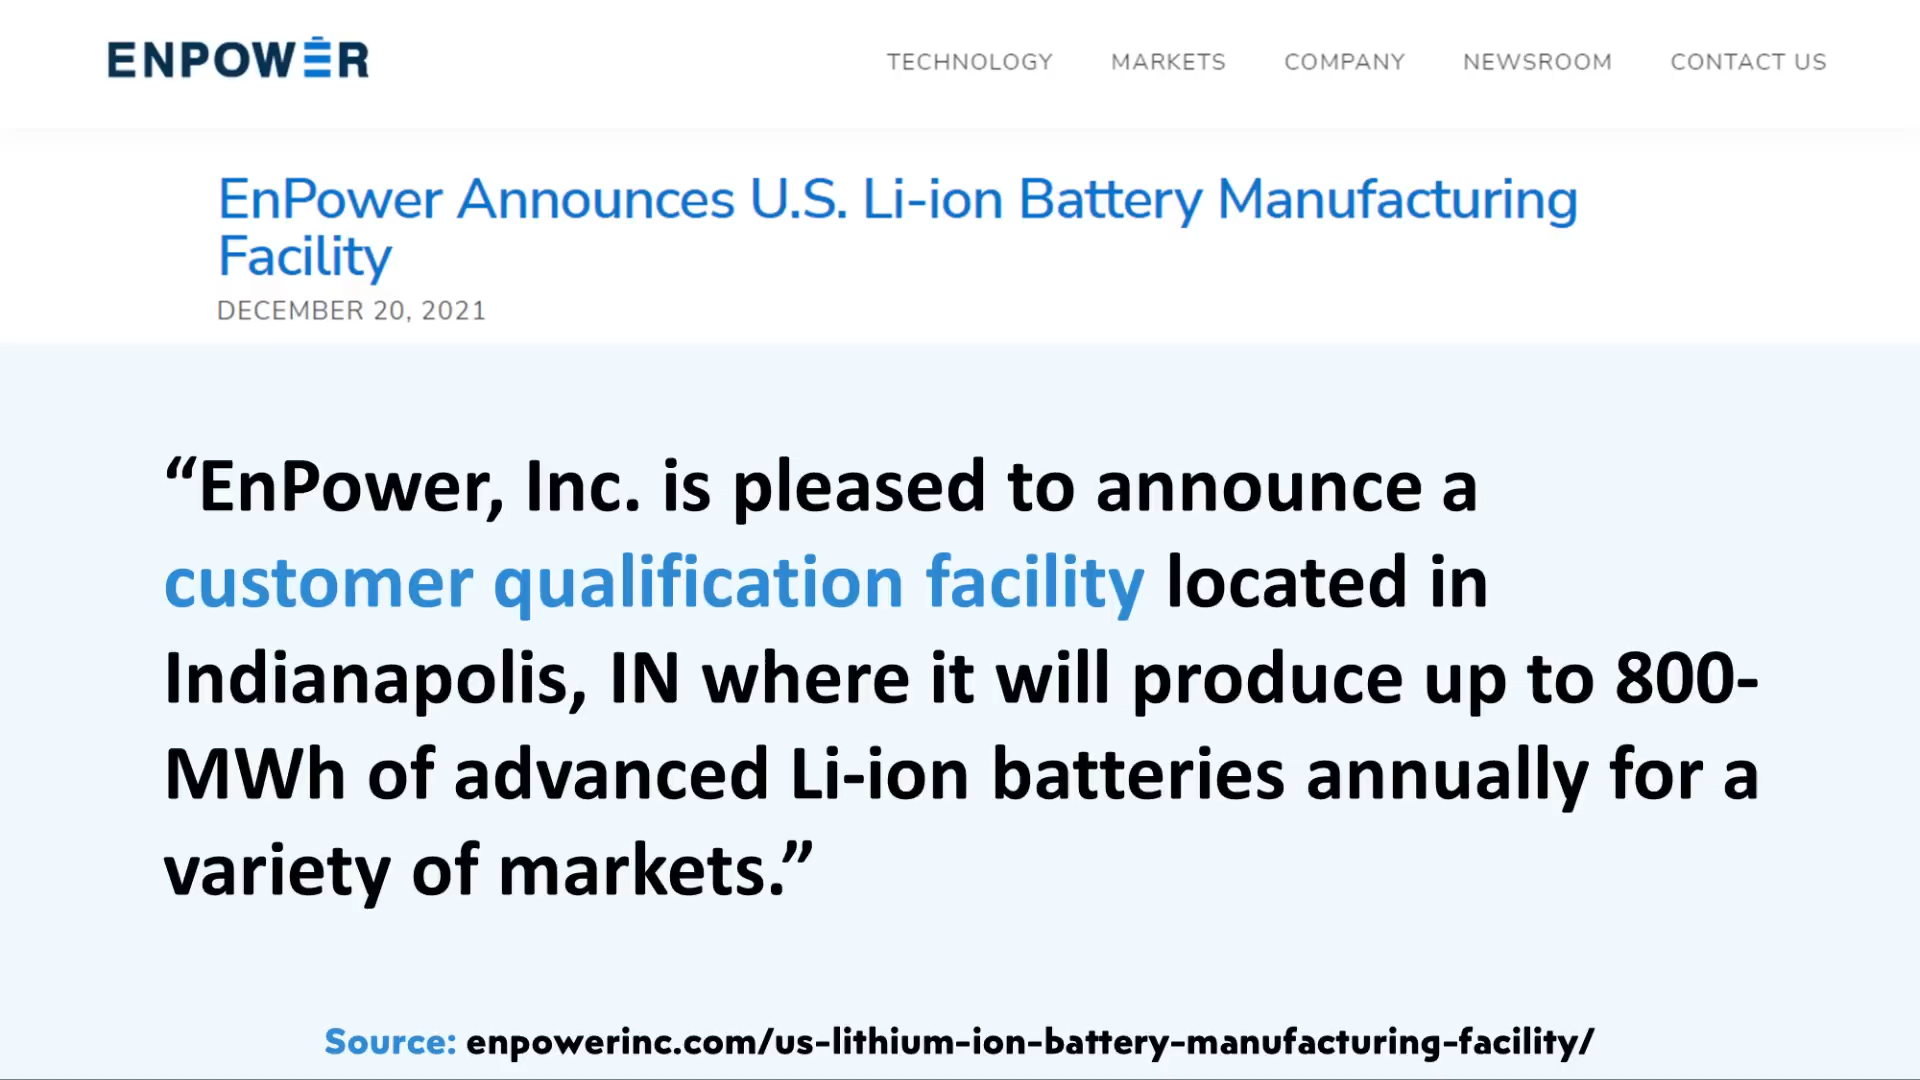 ENPOWER
TECHNOLOGY MARKETS COMPANY NEWSROOM CONTACT US
EnPower Announces U.S. Li-ion Battery Manufacturing
Facility
DECEMBER 20, 2021
“EnPower, Inc. is pleased to announce a
customer qualification facility located in
Indianapolis, IN where it will produce up to 800-
MWh of advanced Li-ion batteries annually for a
variety of markets.”
Source: enpowerinc.com/us-lithium-ion-battery-manufacturing-facility/